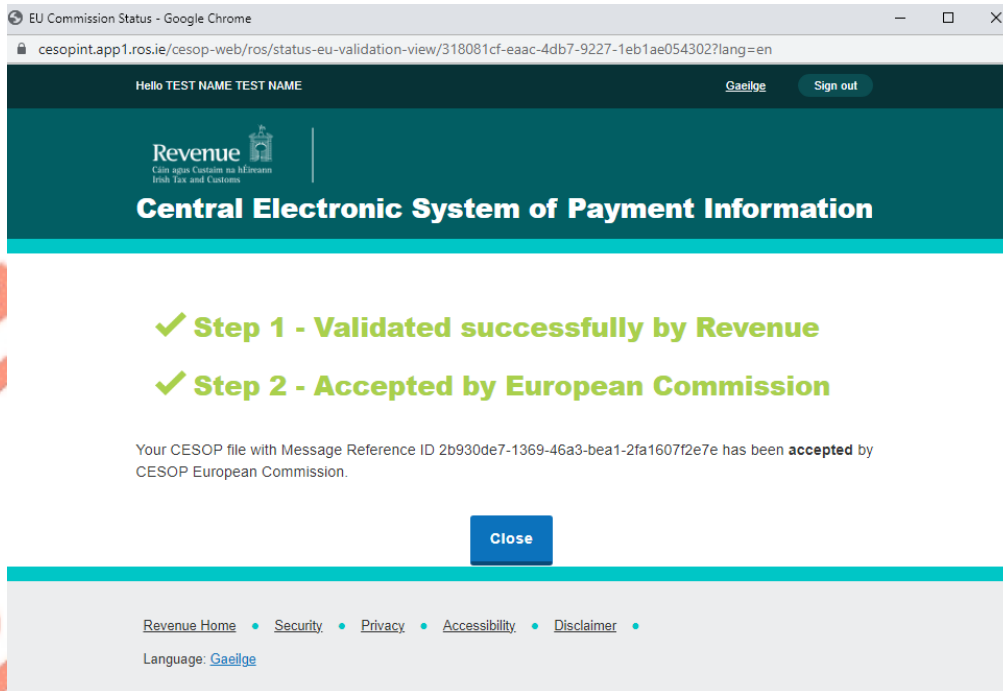 EU Commission Status - Google Chrome
cesopint.app1.ros.ie/cesop-web/ros/status-eu-validation-view/318081cf-eaac-4db7-9227-1eb1ae054302?lang=en
Hello TEST NAME TEST NAME
Gaeilge
Sign out
Revenue
Cáin agus Custaim na hÉireann
Irish Tax and Customs
Central Electronic System of Payment Information
Step 1 - Validated successfully by Revenue
Step 2 - Accepted by European Commission
Your CESOP file with Message Reference ID 2b930de7-1369-46a3-bea1-2fa1607f2e7e has been accepted by
CESOP European Commission.
Close
Revenue Home • Security • Privacy • Accessibility • Disclaimer •
Language: Gaeilge